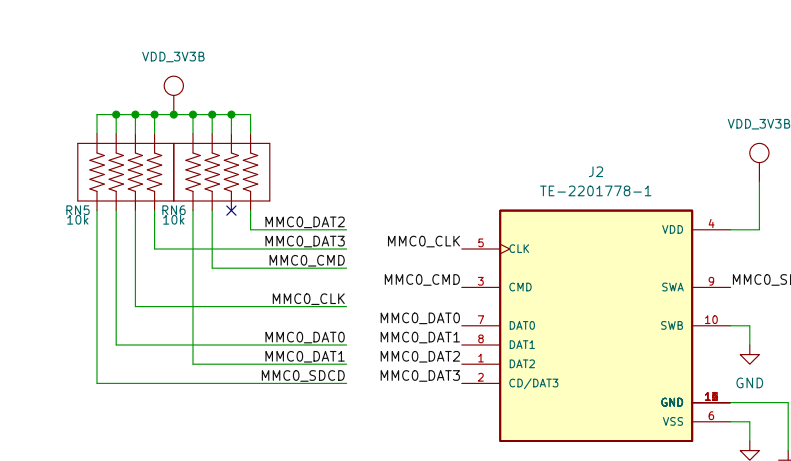 VDD_3V3B
RN5
10k
RN6
10k
MMC0_DAT2
MMC0_DAT3
MMC0_CMD
MMC0_CLK
MMC0_DAT0
MMC0_DAT1
MMC0_SDCD
J2
TE-2201778-1
VDD_3V3B
MMC0_CLK 5 CLK
MMC0_CMD 3 CMD
MMC0_DAT0 7 DAT0
MMC0_DAT1 8 DAT1
MMC0_DAT2 1 DAT2
MMC0_DAT3 2 CD/DAT3
VDD 4
SWA 9 MMC0_S
SWB 10
GND
GND
VSS 6